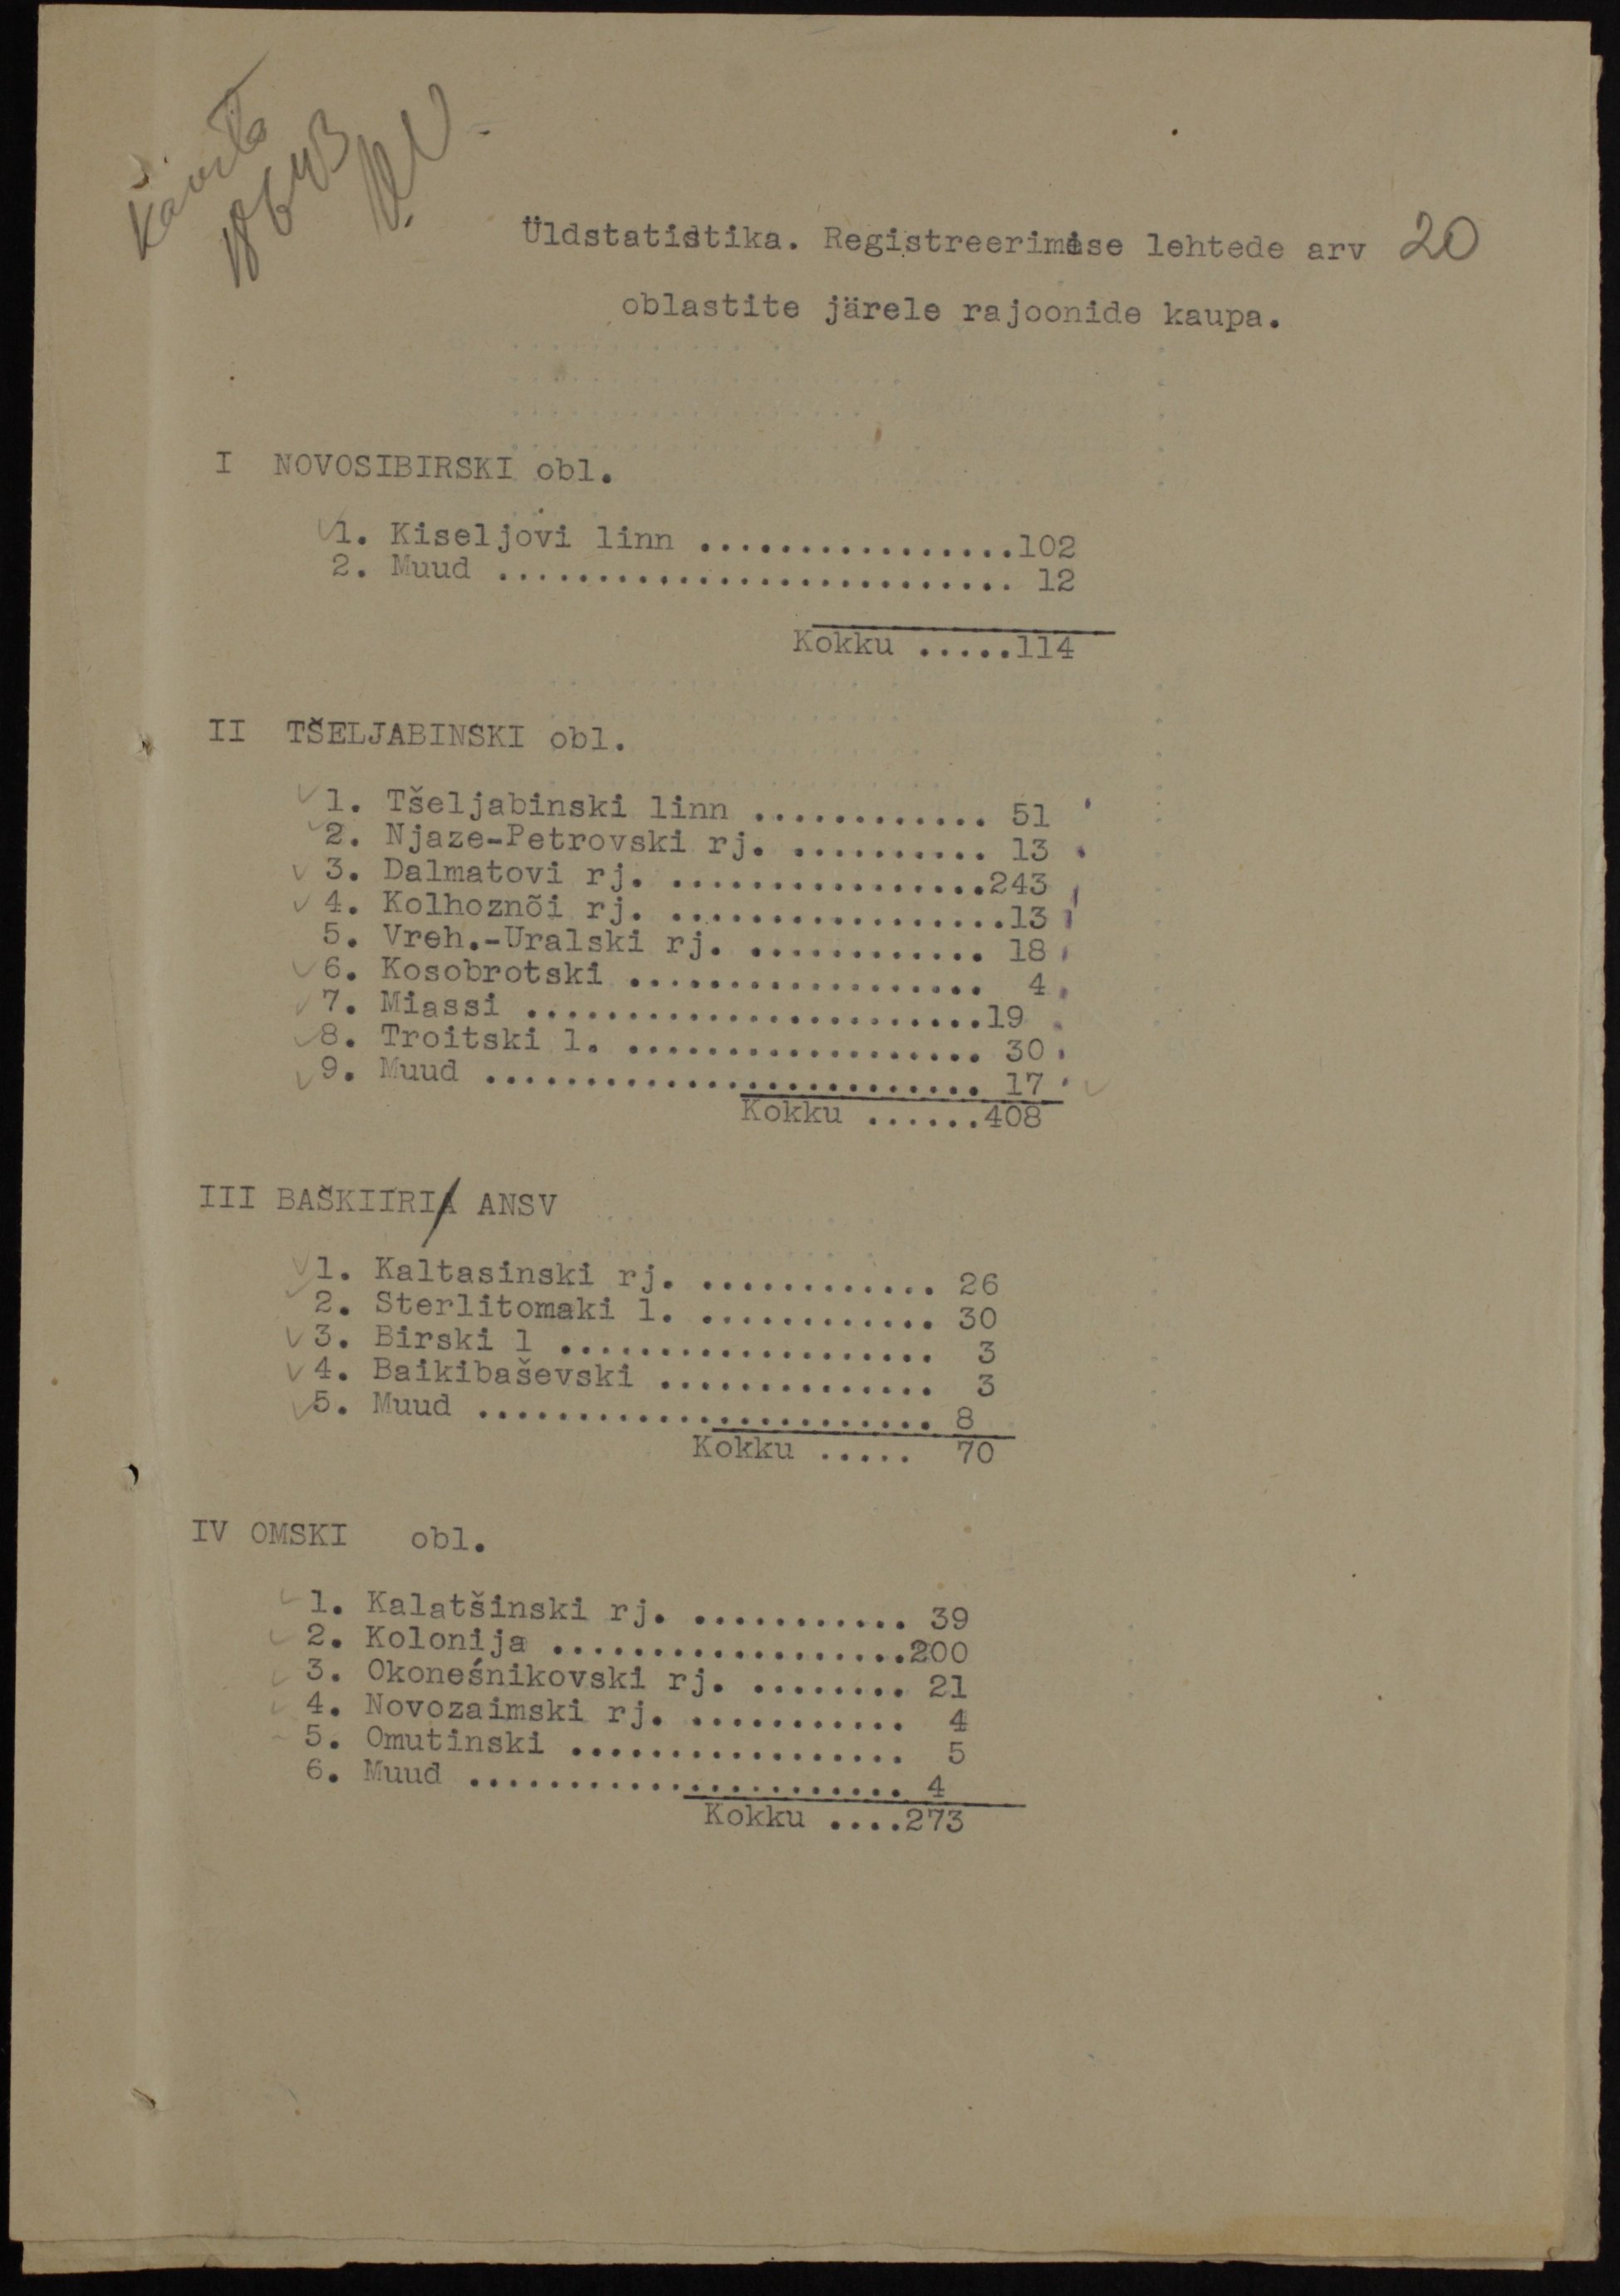 20
Üldstatistika. Registreerimise lehtede arv
oblastite järele rajoonide kaupa.
I NOVOSIBIRSKI obl.
1. Kiseljovi linn ................102
2. Muud .......................... 12
Kokku .....114
II TŠELJABINSKI obl.
1. Tšeljabinski linn ............ 51
2. Njaze-Petrovski rj. .......... 13
3. Dalmatovi rj. ................243
4. Kolhoznõi rj. .................13
5. Vreh.-Uralski rj. ............ 18
6. Kosobrotski .................. 4
7. Miassi .......................19
8. Troitski l. .................. 30
9. Muud ......................... 17
Kokku ......408
III BAŠKIIRI ANSV
1. Kaltasinski rj. ............ 26
2. Sterlitomaki l. ............ 30
3. Birski l ................... 3
4. Baikibaševski .............. 3
5. Muud ....................... 8
Kokku ..... 70
IV OMSKI obl.
1. Kalatšinski rj. ........... 39
2. Kolonija ..................200
3. Okoneśnikovski rj. ........ 21
4. Novozaimski rj. ........... 4
5. Omutinski ................. 5
6. Muud ...................... 4
Kokku ....273